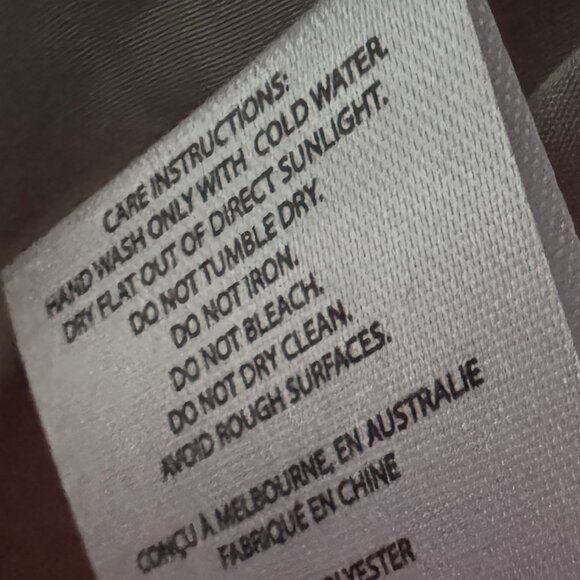 CARE INSTRUCTIONS:
HAND WASH ONLY WITH COLD WATER.
DRY FLAT OUT OF DIRECT SUNLIGHT.
DO NOT TUMBLE DRY.
DO NOT IRON.
DO NOT BLEACH.
DO NOT DRY CLEAN.
AVOID ROUGH SURFACES.
CONÇU À MELBOURNE, EN AUSTRALIE
FABRIQUÉ EN CHINE